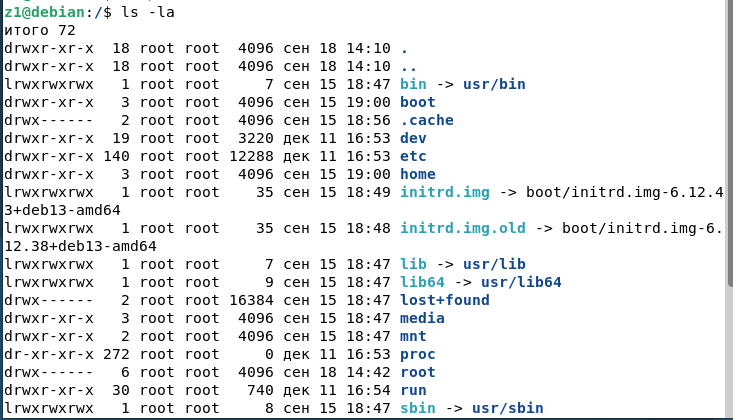 z1@debian:/$ ls -la
итого 72
drwxr-xr-x  18 root root  4096 сен 18 14:10 .
drwxr-xr-x  18 root root  4096 сен 18 14:10 ..
lrwxrwxrwx   1 root root     7 сен 15 18:47 bin -> usr/bin
drwxr-xr-x   3 root root  4096 сен 15 19:00 boot
drwx------   2 root root  4096 сен 15 18:56 .cache
drwxr-xr-x  19 root root  3220 дек 11 16:53 dev
drwxr-xr-x 140 root root 12288 дек 11 16:53 etc
drwxr-xr-x   3 root root  4096 сен 15 19:00 home
lrwxrwxrwx   1 root root    35 сен 15 18:49 initrd.img -> boot/initrd.img-6.12.4
3+deb13-amd64
lrwxrwxrwx   1 root root    35 сен 15 18:48 initrd.img.old -> boot/initrd.img-6.
12.38+deb13-amd64
lrwxrwxrwx   1 root root     7 сен 15 18:47 lib -> usr/lib
lrwxrwxrwx   1 root root     9 сен 15 18:47 lib64 -> usr/lib64
drwx------   2 root root 16384 сен 15 18:47 lost+found
drwxr-xr-x   3 root root  4096 сен 15 18:47 media
drwxr-xr-x   2 root root  4096 сен 15 18:47 mnt
dr-xr-xr-x 272 root root     0 дек 11 16:53 proc
drwx------   6 root root  4096 сен 18 14:42 root
drwxr-xr-x  30 root root   740 дек 11 16:54 run
lrwxrwxrwx   1 root root     8 сен 15 18:47 sbin -> usr/sbin